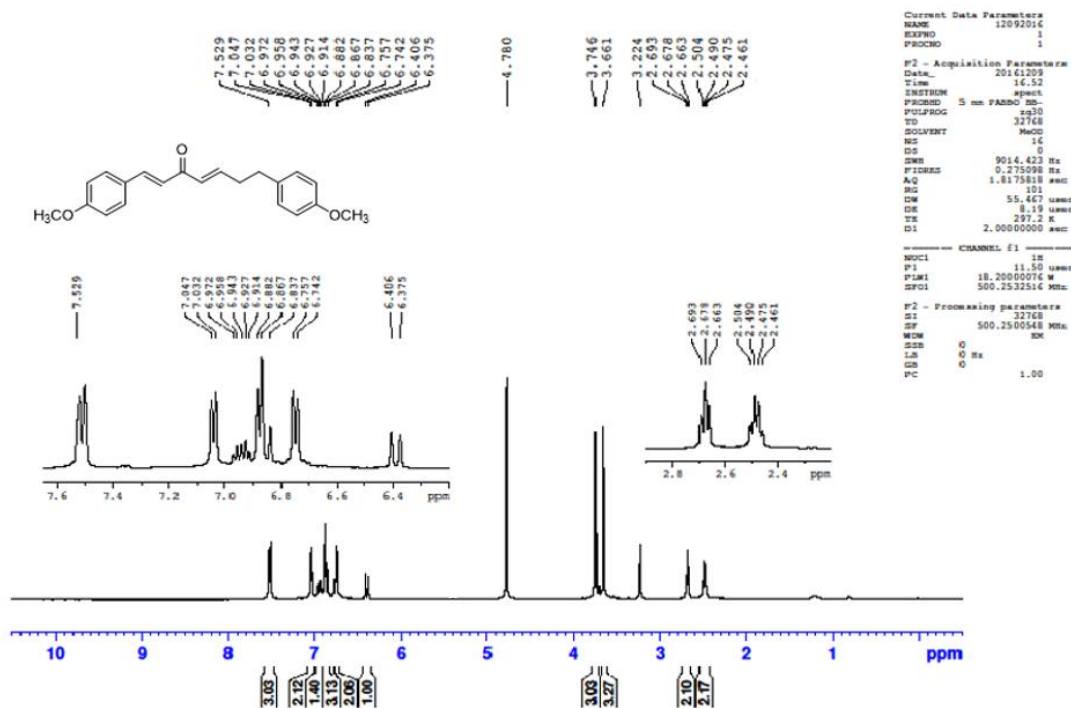 7.529
7.047
7.032
6.972
6.958
6.943
6.927
6.914
6.882
6.867
6.837
6.757
6.742
6.406
6.375
4.780
3.746
3.661
3.224
2.693
2.678
2.663
2.504
2.490
2.475
2.461
Current Data Parameters
NAME 12092016
EXPNO 1
PROCNO 1
F2 - Acquisition Parameters
Date_ 20161209
Time 16.52
INSTRUM spect
PROBHD 5 mm PABBO BB-
PULPROG zg30
TD 32768
SOLVENT MeOD
NS 16
DS 0
SWH 9014.423 Hz
FIDRES 0.275098 Hz
AQ 1.8175818 sec
RG 101
DW 55.467 usec
DE 8.19 usec
TE 297.2 K
D1 2.00000000 sec
CHANNEL f1
NUC1 1H
P1 11.50 usec
PLW1 18.20000076 W
SFO1 500.2532516 MHz
F2 - Processing parameters
SI 32768
SF 500.2500548 MHz
WDW EM
SSB 0
LB 0 Hz
GB 0
PC 1.00
O
H3CO
OCH3
7.529
7.047
7.032
6.972
6.958
6.943
6.927
6.914
6.882
6.867
6.837
6.757
6.742
6.406
6.375
2.693
2.678
2.663
2.504
2.490
2.475
2.461
7.6 7.4 7.2 7.0 6.8 6.6 6.4 ppm
2.8 2.6 2.4 ppm
10 9 8 7 6 5 4 3 2 1 ppm
3.03
2.12
1.40
3.13
2.06
1.00
3.03
3.27
2.10
2.17